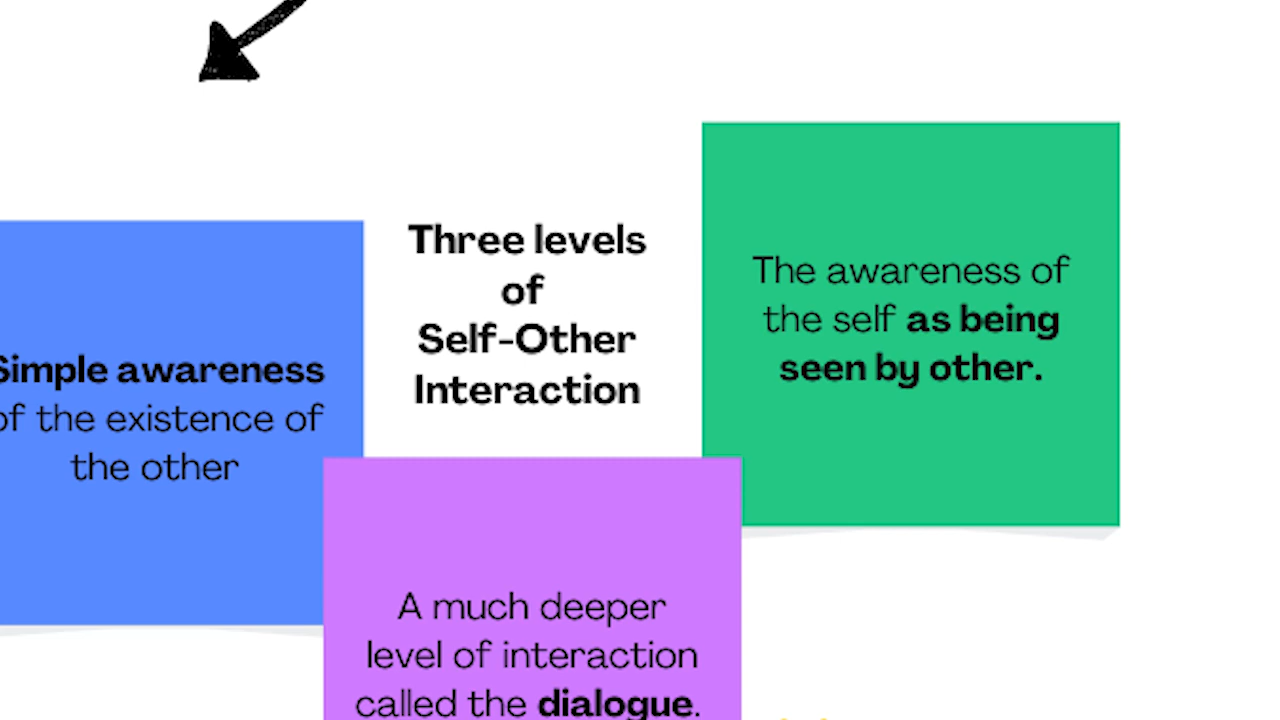 Three levels
of
Self-Other
Interaction
Simple awareness
of the existence of
the other
The awareness of
the self as being
seen by other.
A much deeper
level of interaction
called the dialogue.